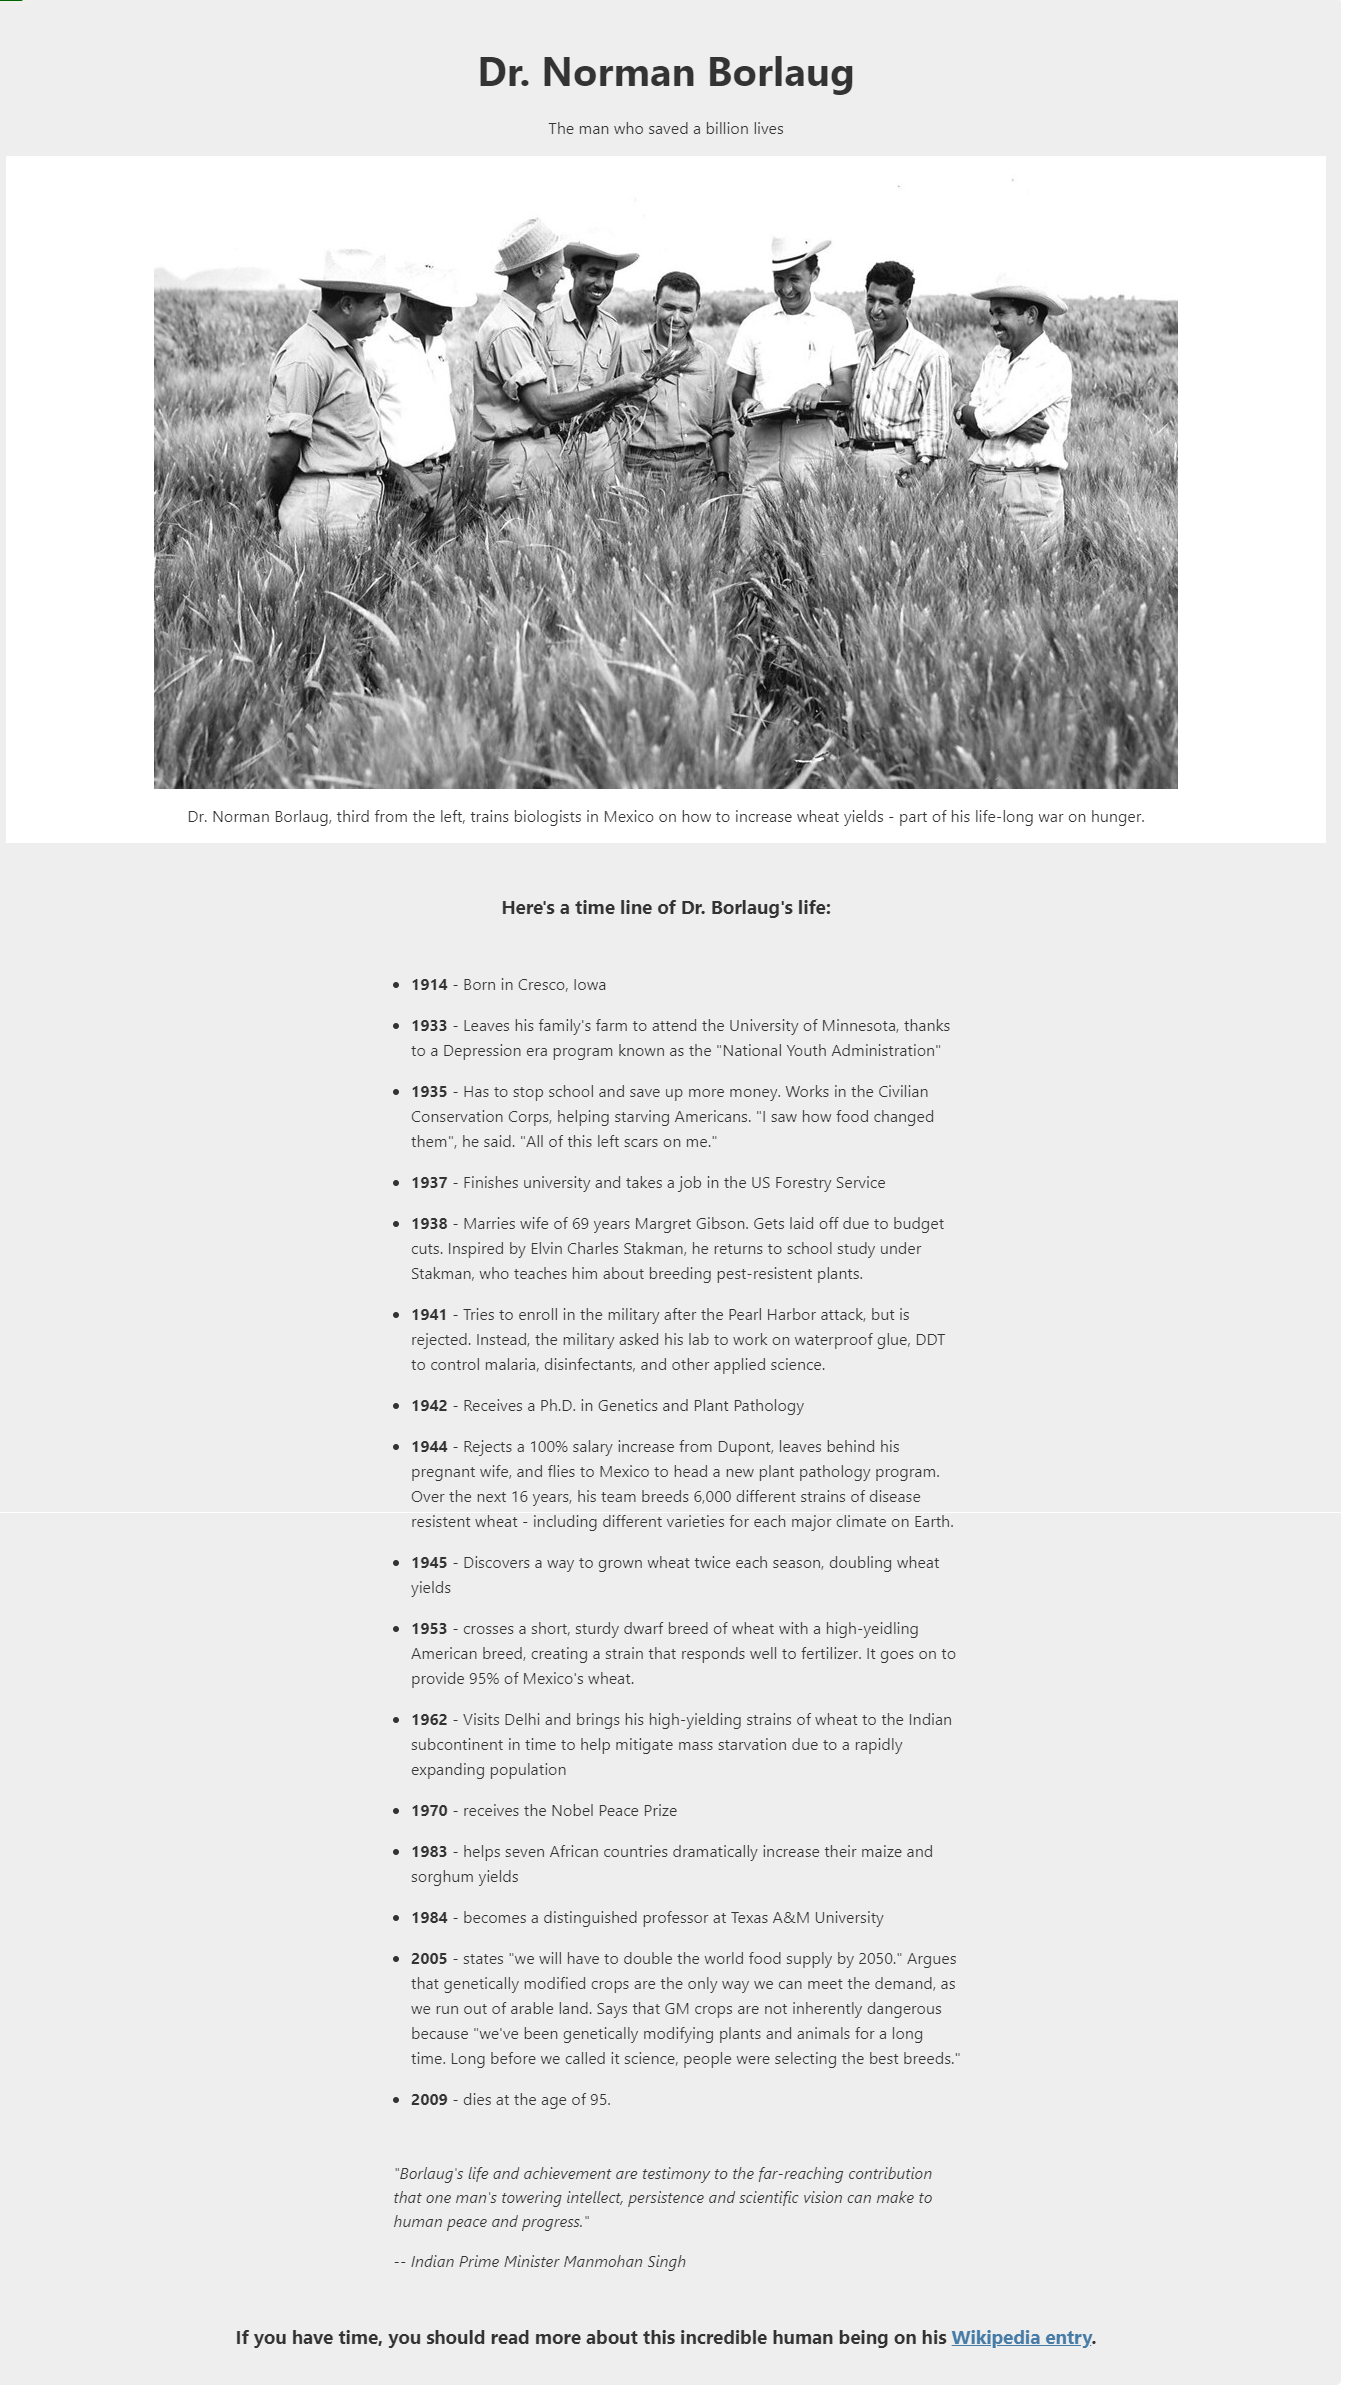 Dr. Norman Borlaug
The man who saved a billion lives
Dr. Norman Borlaug, third from the left, trains biologists in Mexico on how to increase wheat yields - part of his life-long war on hunger.
Here's a time line of Dr. Borlaug's life:
• 1914 - Born in Cresco, Iowa
• 1933 - Leaves his family's farm to attend the University of Minnesota, thanks
to a Depression era program known as the "National Youth Administration"
• 1935 - Has to stop school and save up more money. Works in the Civilian
Conservation Corps, helping starving Americans. "I saw how food changed
them", he said. "All of this left scars on me."
• 1937 - Finishes university and takes a job in the US Forestry Service
• 1938 - Marries wife of 69 years Margret Gibson. Gets laid off due to budget
cuts. Inspired by Elvin Charles Stakman, he returns to school study under
Stakman, who teaches him about breeding pest-resistent plants.
• 1941 - Tries to enroll in the military after the Pearl Harbor attack, but is
rejected. Instead, the military asked his lab to work on waterproof glue, DDT
to control malaria, disinfectants, and other applied science.
• 1942 - Receives a Ph.D. in Genetics and Plant Pathology
• 1944 - Rejects a 100% salary increase from Dupont, leaves behind his
pregnant wife, and flies to Mexico to head a new plant pathology program.
Over the next 16 years, his team breeds 6,000 different strains of disease
resistent wheat - including different varieties for each major climate on Earth.
• 1945 - Discovers a way to grown wheat twice each season, doubling wheat
yields
• 1953 - crosses a short, sturdy dwarf breed of wheat with a high-yeidling
American breed, creating a strain that responds well to fertilizer. It goes on to
provide 95% of Mexico's wheat.
• 1962 - Visits Delhi and brings his high-yielding strains of wheat to the Indian
subcontinent in time to help mitigate mass starvation due to a rapidly
expanding population
• 1970 - receives the Nobel Peace Prize
• 1983 - helps seven African countries dramatically increase their maize and
sorghum yields
• 1984 - becomes a distinguished professor at Texas A&M University
• 2005 - states "we will have to double the world food supply by 2050." Argues
that genetically modified crops are the only way we can meet the demand, as
we run out of arable land. Says that GM crops are not inherently dangerous
because "we've been genetically modifying plants and animals for a long
time. Long before we called it science, people were selecting the best breeds."
• 2009 - dies at the age of 95.
"Borlaug's life and achievement are testimony to the far-reaching contribution
that one man's towering intellect, persistence and scientific vision can make to
human peace and progress."
-- Indian Prime Minister Manmohan Singh
If you have time, you should read more about this incredible human being on his Wikipedia entry.